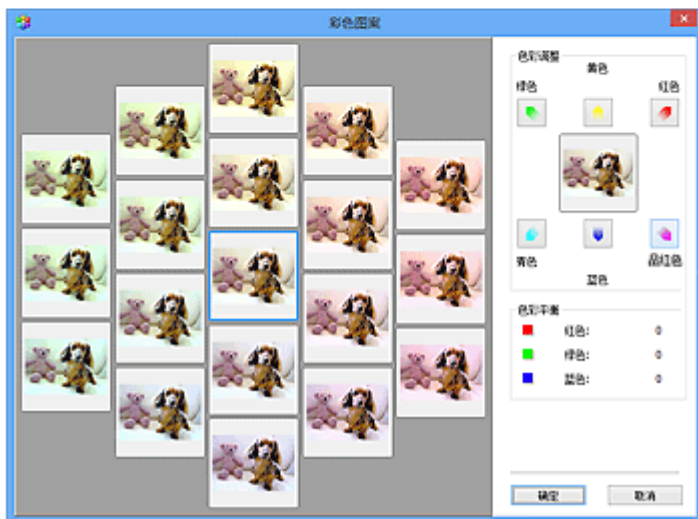 彩色图案
色彩调整
黄色
绿色
红色
青色
品红色
蓝色
色彩平衡
红色: 0
绿色: 0
蓝色: 0
确定
取消